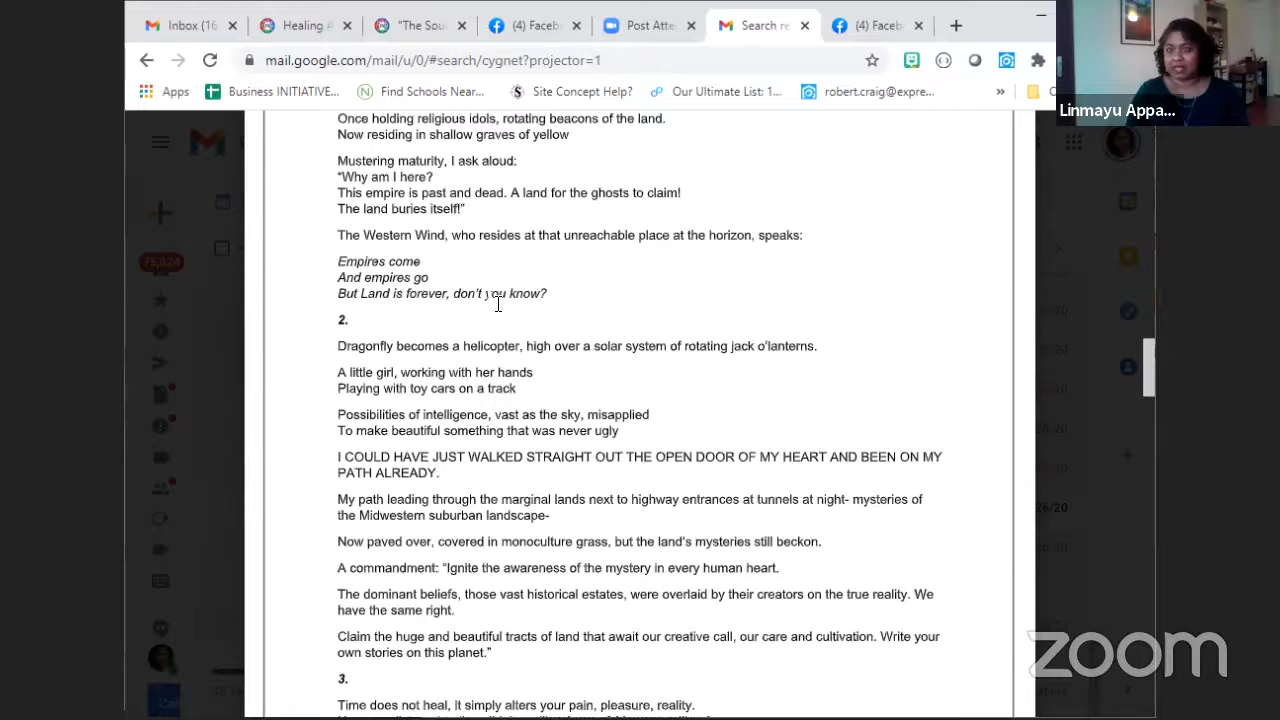 Inbox (16
Healing A
"The Sou
(4) Faceb
Post Atte
Search re
(4) Faceb
mail.google.com/mail/u/0/#search/cygnet?projector=1
Apps
Business INITIATIVE...
Find Schools Near...
Site Concept Help?
Our Ultimate List: 1...
robert.craig@expre...
»
Linmayu Appa...
Once holding religious idols, rotating beacons of the land.
Now residing in shallow graves of yellow
Mustering maturity, I ask aloud:
“Why am I here?
This empire is past and dead. A land for the ghosts to claim!
The land buries itself!”
The Western Wind, who resides at that unreachable place at the horizon, speaks:
Empires come
And empires go
But Land is forever, don’t you know?
2.
Dragonfly becomes a helicopter, high over a solar system of rotating jack o’lanterns.
A little girl, working with her hands
Playing with toy cars on a track
Possibilities of intelligence, vast as the sky, misapplied
To make beautiful something that was never ugly
I COULD HAVE JUST WALKED STRAIGHT OUT THE OPEN DOOR OF MY HEART AND BEEN ON MY
PATH ALREADY.
My path leading through the marginal lands next to highway entrances at tunnels at night- mysteries of
the Midwestern suburban landscape-
Now paved over, covered in monoculture grass, but the land’s mysteries still beckon.
A commandment: “Ignite the awareness of the mystery in every human heart.
The dominant beliefs, those vast historical estates, were overlaid by their creators on the true reality. We
have the same right.
Claim the huge and beautiful tracts of land that await our creative call, our care and cultivation. Write your
own stories on this planet.”
3.
Time does not heal, It simply alters your pain, pleasure, reality.
75,824
26/20
zoom